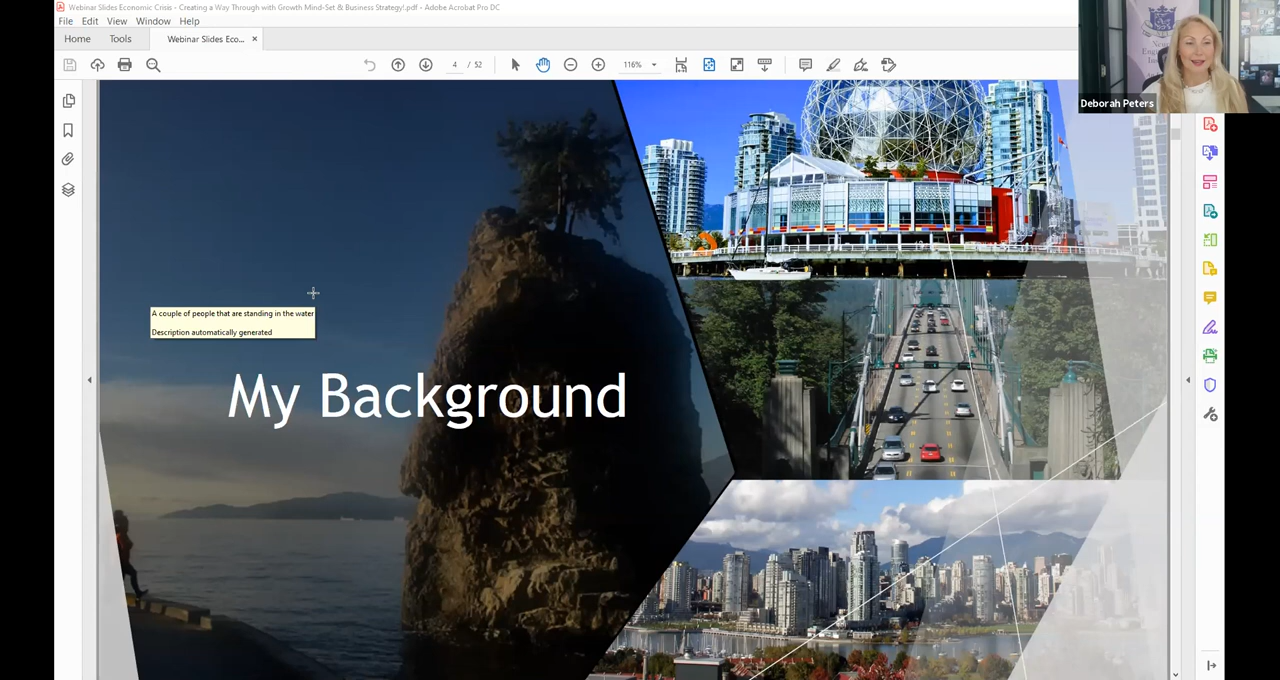 Webinar Slides Economic Crisis - Creating a Way Through with Growth Mind-Set & Business Strategy!.pdf - Adobe Acrobat Pro DC
File Edit View Window Help
Home Tools Webinar Slides Eco... ×
4 / 52 116%
Deborah Peters
A couple of people that are standing in the water
Description automatically generated
My Background